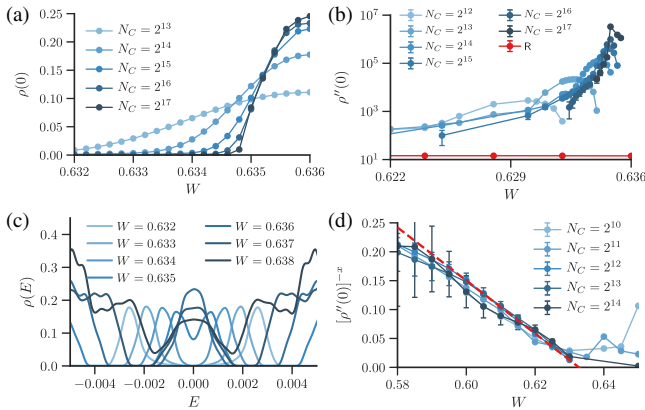 (a)
0.25
0.20
0.15
0.10
0.05
0.00
ρ(0)
N_C = 2^13
N_C = 2^14
N_C = 2^15
N_C = 2^16
N_C = 2^17
0.632 0.633 0.634 0.635 0.636
W
(b)
10^7
10^5
10^3
10^1
ρ′′(0)
N_C = 2^12
N_C = 2^13
N_C = 2^14
N_C = 2^15
N_C = 2^16
N_C = 2^17
R
0.622 0.629 0.636
W
(c)
0.4
0.3
0.2
0.1
0.0
ρ(E)
W = 0.632
W = 0.633
W = 0.634
W = 0.635
W = 0.636
W = 0.637
W = 0.638
−0.004 −0.002 0.000 0.002 0.004
E
(d)
0.25
0.20
0.15
0.10
0.05
0.00
[ρ′′(0)]^−x
N_C = 2^10
N_C = 2^11
N_C = 2^12
N_C = 2^13
N_C = 2^14
0.58 0.60 0.62 0.64
W